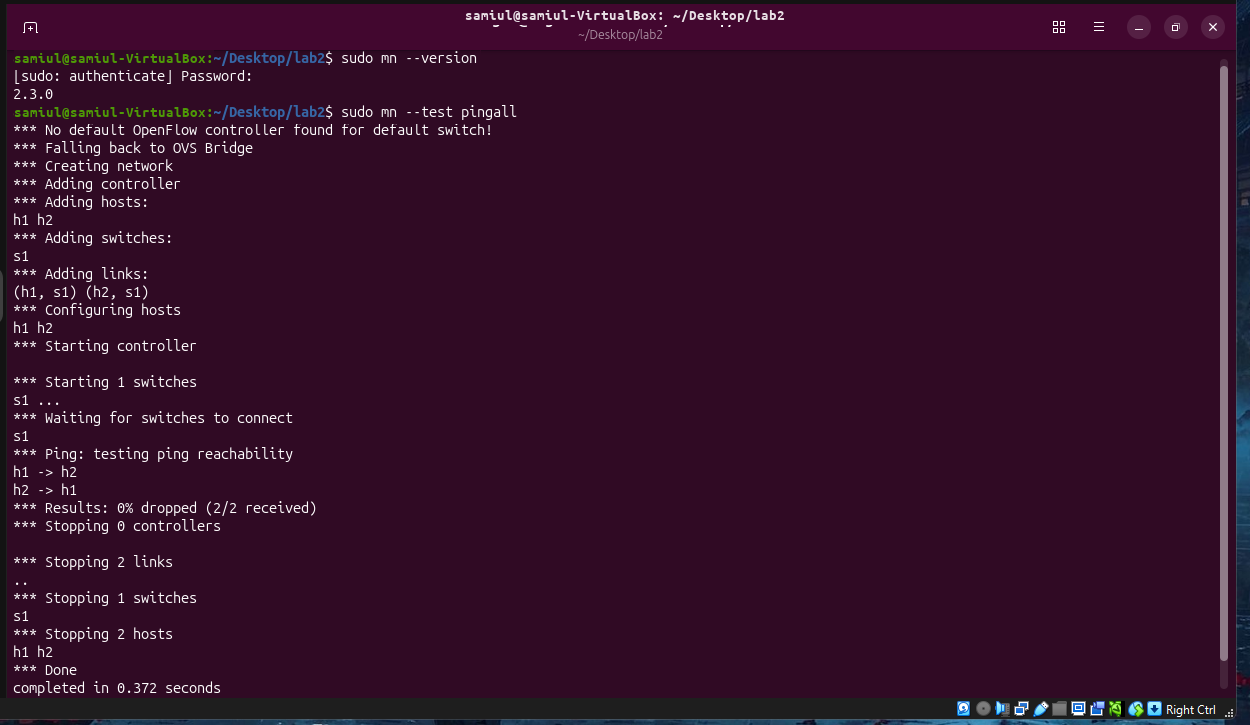 samiul@samiul-VirtualBox: ~/Desktop/lab2
~/Desktop/lab2
samiul@samiul-VirtualBox:~/Desktop/lab2$ sudo mn --version
[sudo: authenticate] Password:
2.3.0
samiul@samiul-VirtualBox:~/Desktop/lab2$ sudo mn --test pingall
*** No default OpenFlow controller found for default switch!
*** Falling back to OVS Bridge
*** Creating network
*** Adding controller
*** Adding hosts:
h1 h2
*** Adding switches:
s1
*** Adding links:
(h1, s1) (h2, s1)
*** Configuring hosts
h1 h2
*** Starting controller

*** Starting 1 switches
s1 ...
*** Waiting for switches to connect
s1
*** Ping: testing ping reachability
h1 -> h2
h2 -> h1
*** Results: 0% dropped (2/2 received)
*** Stopping 0 controllers

*** Stopping 2 links
..
*** Stopping 1 switches
s1
*** Stopping 2 hosts
h1 h2
*** Done
completed in 0.372 seconds
Right Ctrl